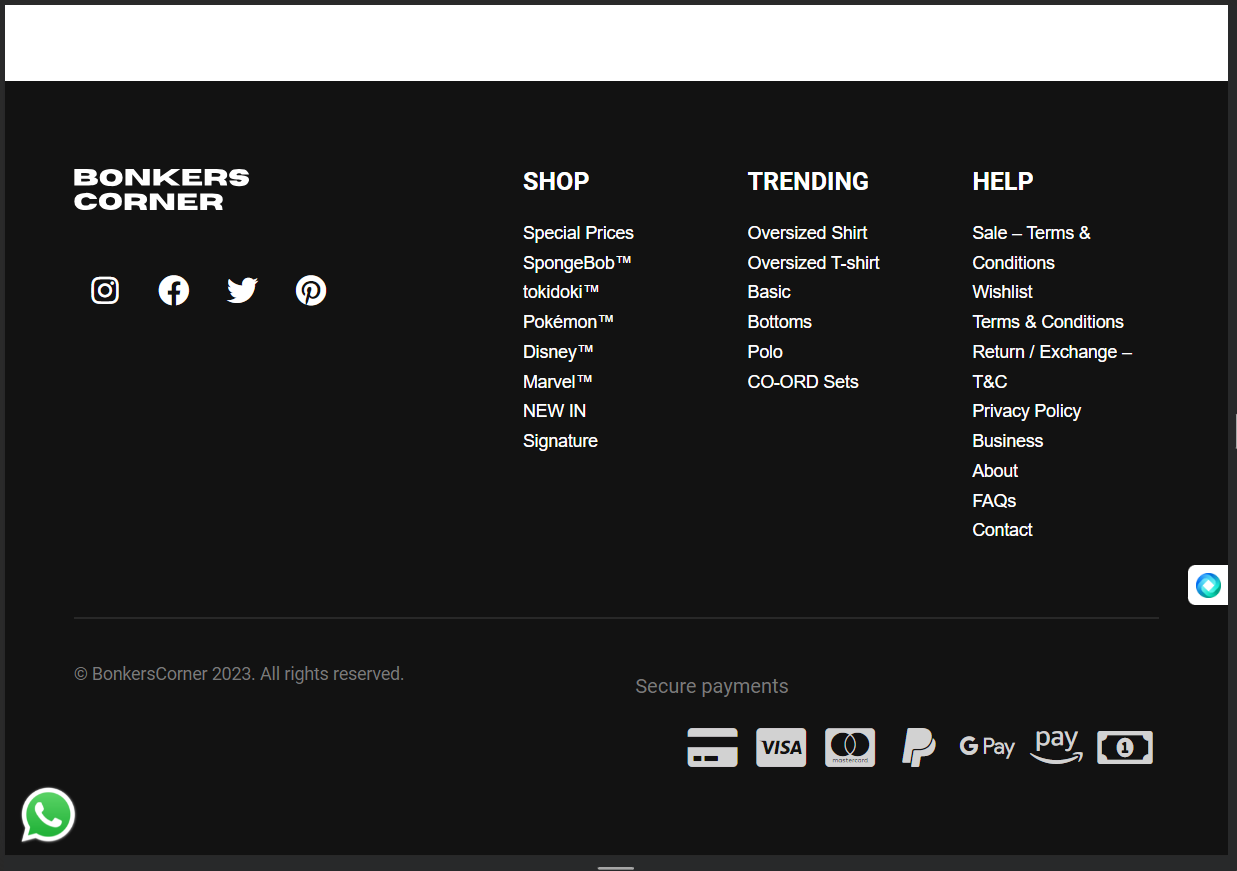 BONKERS
CORNER
SHOP
Special Prices
SpongeBob™
tokidoki™
Pokémon™
Disney™
Marvel™
NEW IN
Signature
TRENDING
Oversized Shirt
Oversized T-shirt
Basic
Bottoms
Polo
CO-ORD Sets
HELP
Sale – Terms &
Conditions
Wishlist
Terms & Conditions
Return / Exchange –
T&C
Privacy Policy
Business
About
FAQs
Contact
© BonkersCorner 2023. All rights reserved.
Secure payments
VISA
mastercard
G Pay
pay
1